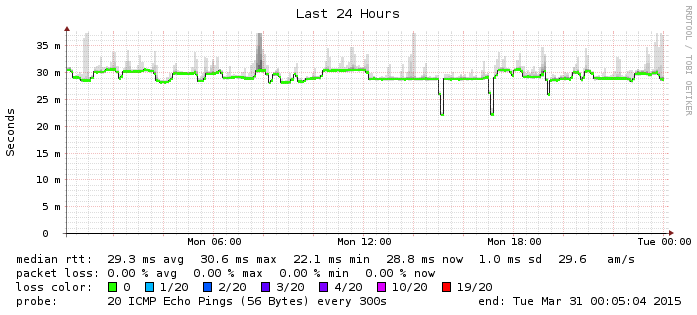 Last 24 Hours
RRDTOOL / TOBI OETIKER
Seconds
35 m
30 m
25 m
20 m
15 m
10 m
5 m
0
Mon 06:00 Mon 12:00 Mon 18:00 Tue 00:00
median rtt: 29.3 ms avg 30.6 ms max 22.1 ms min 28.8 ms now 1.0 ms sd 29.6 am/s
packet loss: 0.00 % avg 0.00 % max 0.00 % min 0.00 % now
loss color: 0 1/20 2/20 3/20 4/20 10/20 19/20
probe: 20 ICMP Echo Pings (56 Bytes) every 300s end: Tue Mar 31 00:05:04 2015